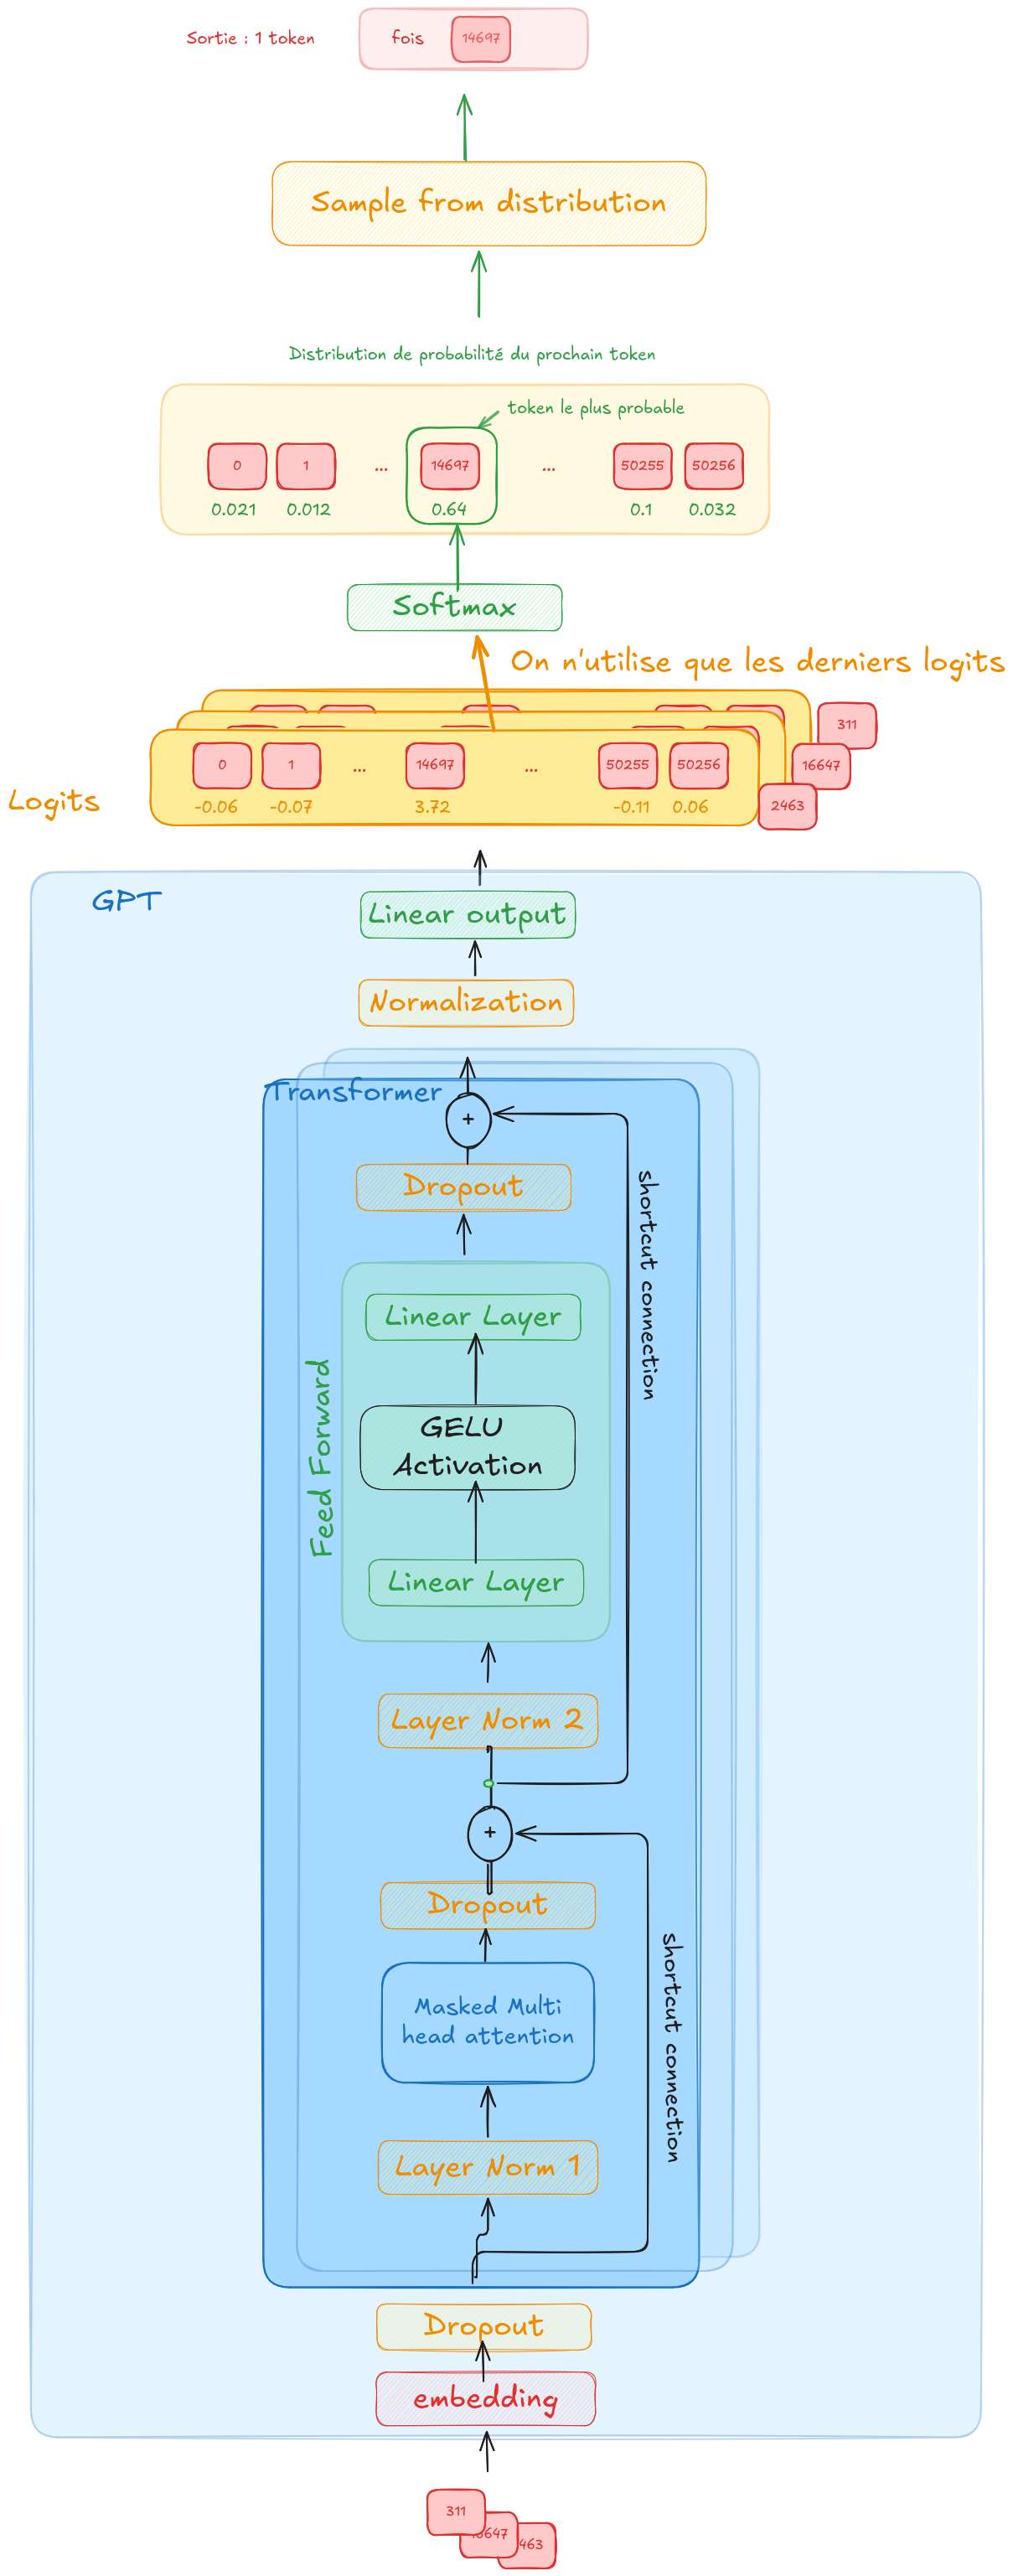 Sortie : 1 token
fois
14697
Sample from distribution
Distribution de probabilité du prochain token
token le plus probable
0 1 ... 14697 ... 50255 50256
0.021 0.012 0.64 0.1 0.032
Softmax
On n'utilise que les derniers logits
311
16647
2463
Logits
0 1 ... 14697 ... 50255 50256
-0.06 -0.07 3.72 -0.11 0.06
GPT
Linear output
Normalization
Transformer
+
Dropout
shortcut connection
Feed Forward
Linear Layer
GELU
Activation
Linear Layer
Layer Norm 2
+
Dropout
shortcut connection
Masked Multi
head attention
Layer Norm 1
Dropout
embedding
311
6647
463